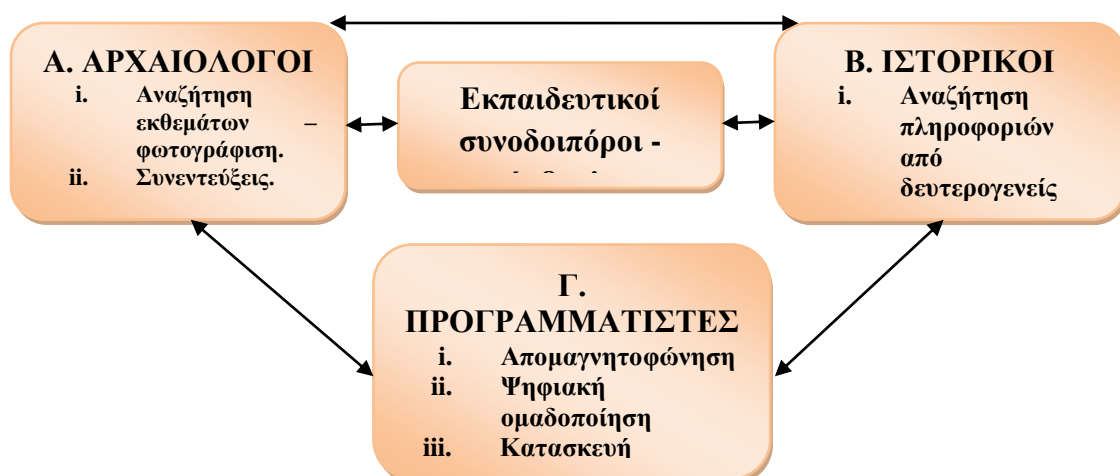 Α. ΑΡΧΑΙΟΛΟΓΟΙ
i. Αναζήτηση
εκθεμάτων –
φωτογράφιση.
ii. Συνεντεύξεις.
Εκπαιδευτικοί
συνοδοιπόροι -
Β. ΙΣΤΟΡΙΚΟΙ
i. Αναζήτηση
πληροφοριών
από
δευτερογενείς
Γ.
ΠΡΟΓΡΑΜΜΑΤΙΣΤΕΣ
i. Απομαγνητοφώνηση
ii. Ψηφιακή
ομαδοποίηση
iii. Κατασκευή